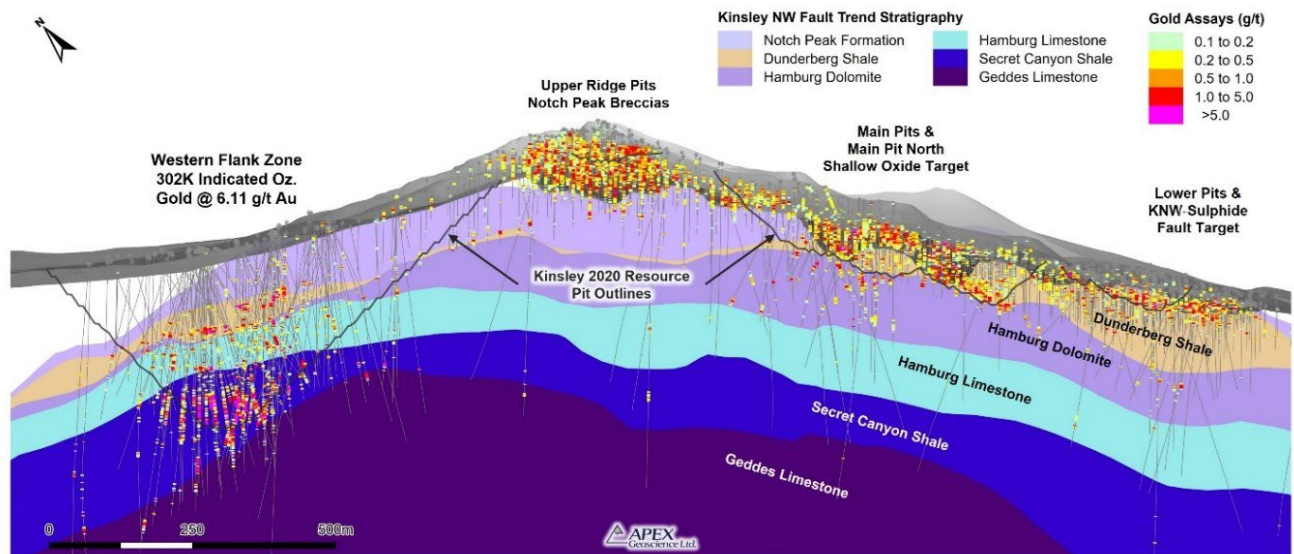 Kinsley NW Fault Trend Stratigraphy
Notch Peak Formation
Dunderberg Shale
Hamburg Dolomite
Hamburg Limestone
Secret Canyon Shale
Geddes Limestone
Gold Assays (g/t)
0.1 to 0.2
0.2 to 0.5
0.5 to 1.0
1.0 to 5.0
>5.0
Upper Ridge Pits
Notch Peak Breccias
Western Flank Zone
302K Indicated Oz.
Gold @ 6.11 g/t Au
Main Pits &
Main Pit North
Shallow Oxide Target
Lower Pits &
KNW-Sulphide
Fault Target
Kinsley 2020 Resource
Pit Outlines
Dunderberg Shale
Hamburg Dolomite
Hamburg Limestone
Secret Canyon Shale
Geddes Limestone
0 250 500m
APEX
Geoscience Ltd.